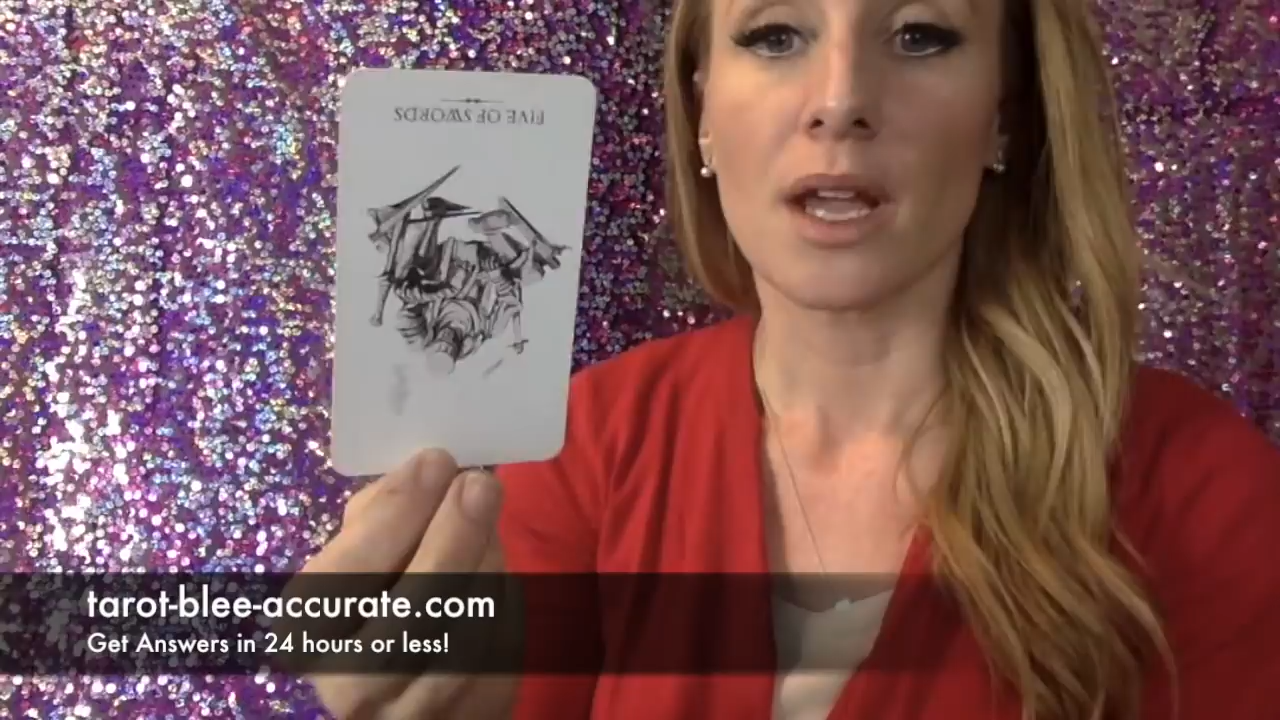 FIVE OF SWORDS
tarot-blee-accurate.com
Get Answers in 24 hours or less!